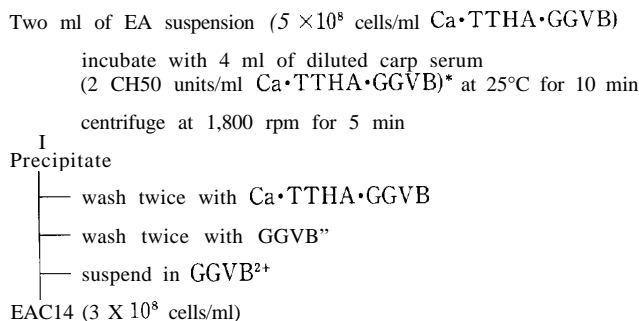 Two ml of EA suspension (5 ×10⁸ cells/ml Ca•TTHA•GGVB)
incubate with 4 ml of diluted carp serum
(2 CH50 units/ml Ca•TTHA•GGVB)* at 25°C for 10 min
centrifuge at 1,800 rpm for 5 min
I
Precipitate
wash twice with Ca•TTHA•GGVB
wash twice with GGVB”
suspend in GGVB²⁺
EAC14 (3 X 10⁸ cells/ml)